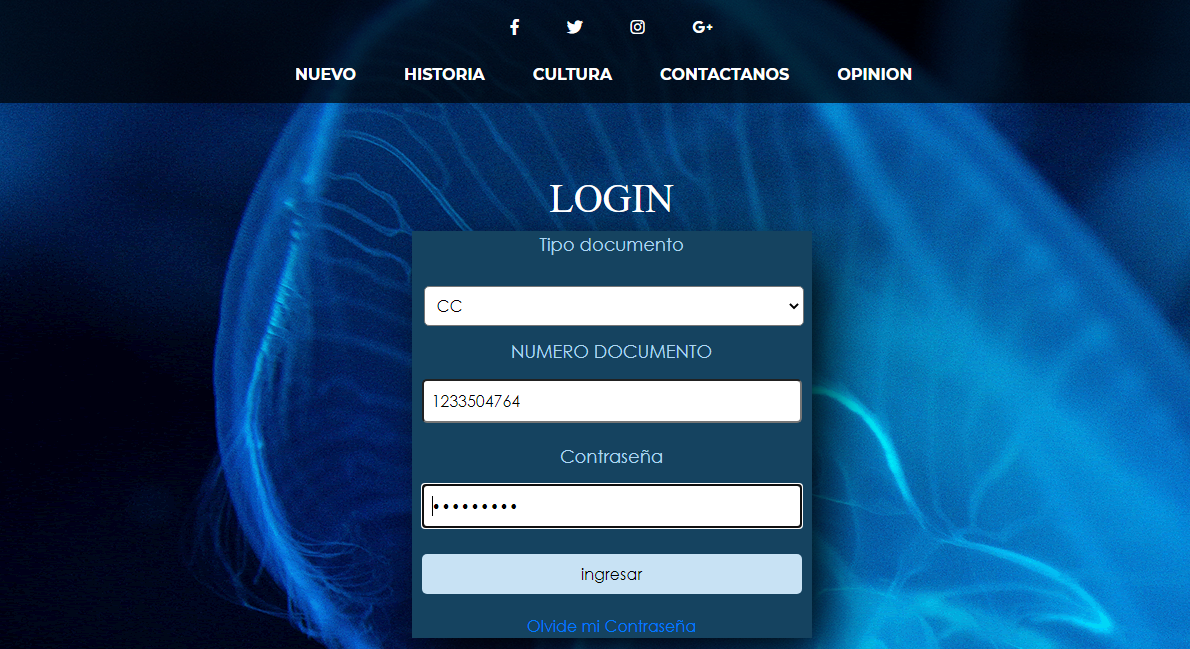 NUEVO HISTORIA CULTURA CONTACTANOS OPINION
LOGIN
Tipo documento
CC
NUMERO DOCUMENTO
1233504764
Contraseña
•••••••••
ingresar
Olvide mi Contraseña